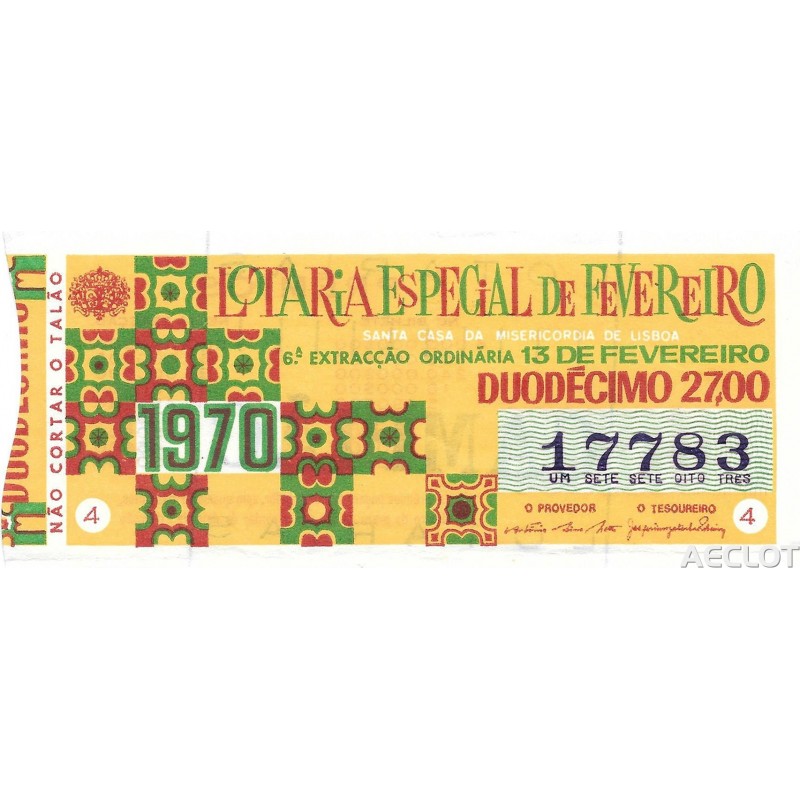 DUODÉCIMO
NÃO CORTAR O TALÃO
LOTARIA ESPECIAL DE FEVEREIRO
SANTA CASA DA MISERICORDIA DE LISBOA
6.ª EXTRACÇÃO ORDINÁRIA 13 DE FEVEREIRO
DUODÉCIMO 27,00
1970
17783
UM SETE SETE OITO TRES
O PROVEDOR O TESOUREIRO
4 4
AECLOT